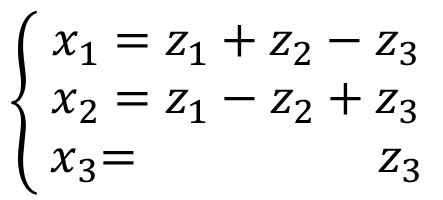 x₁ = z₁ + z₂ − z₃
x₂ = z₁ − z₂ + z₃
x₃= z₃